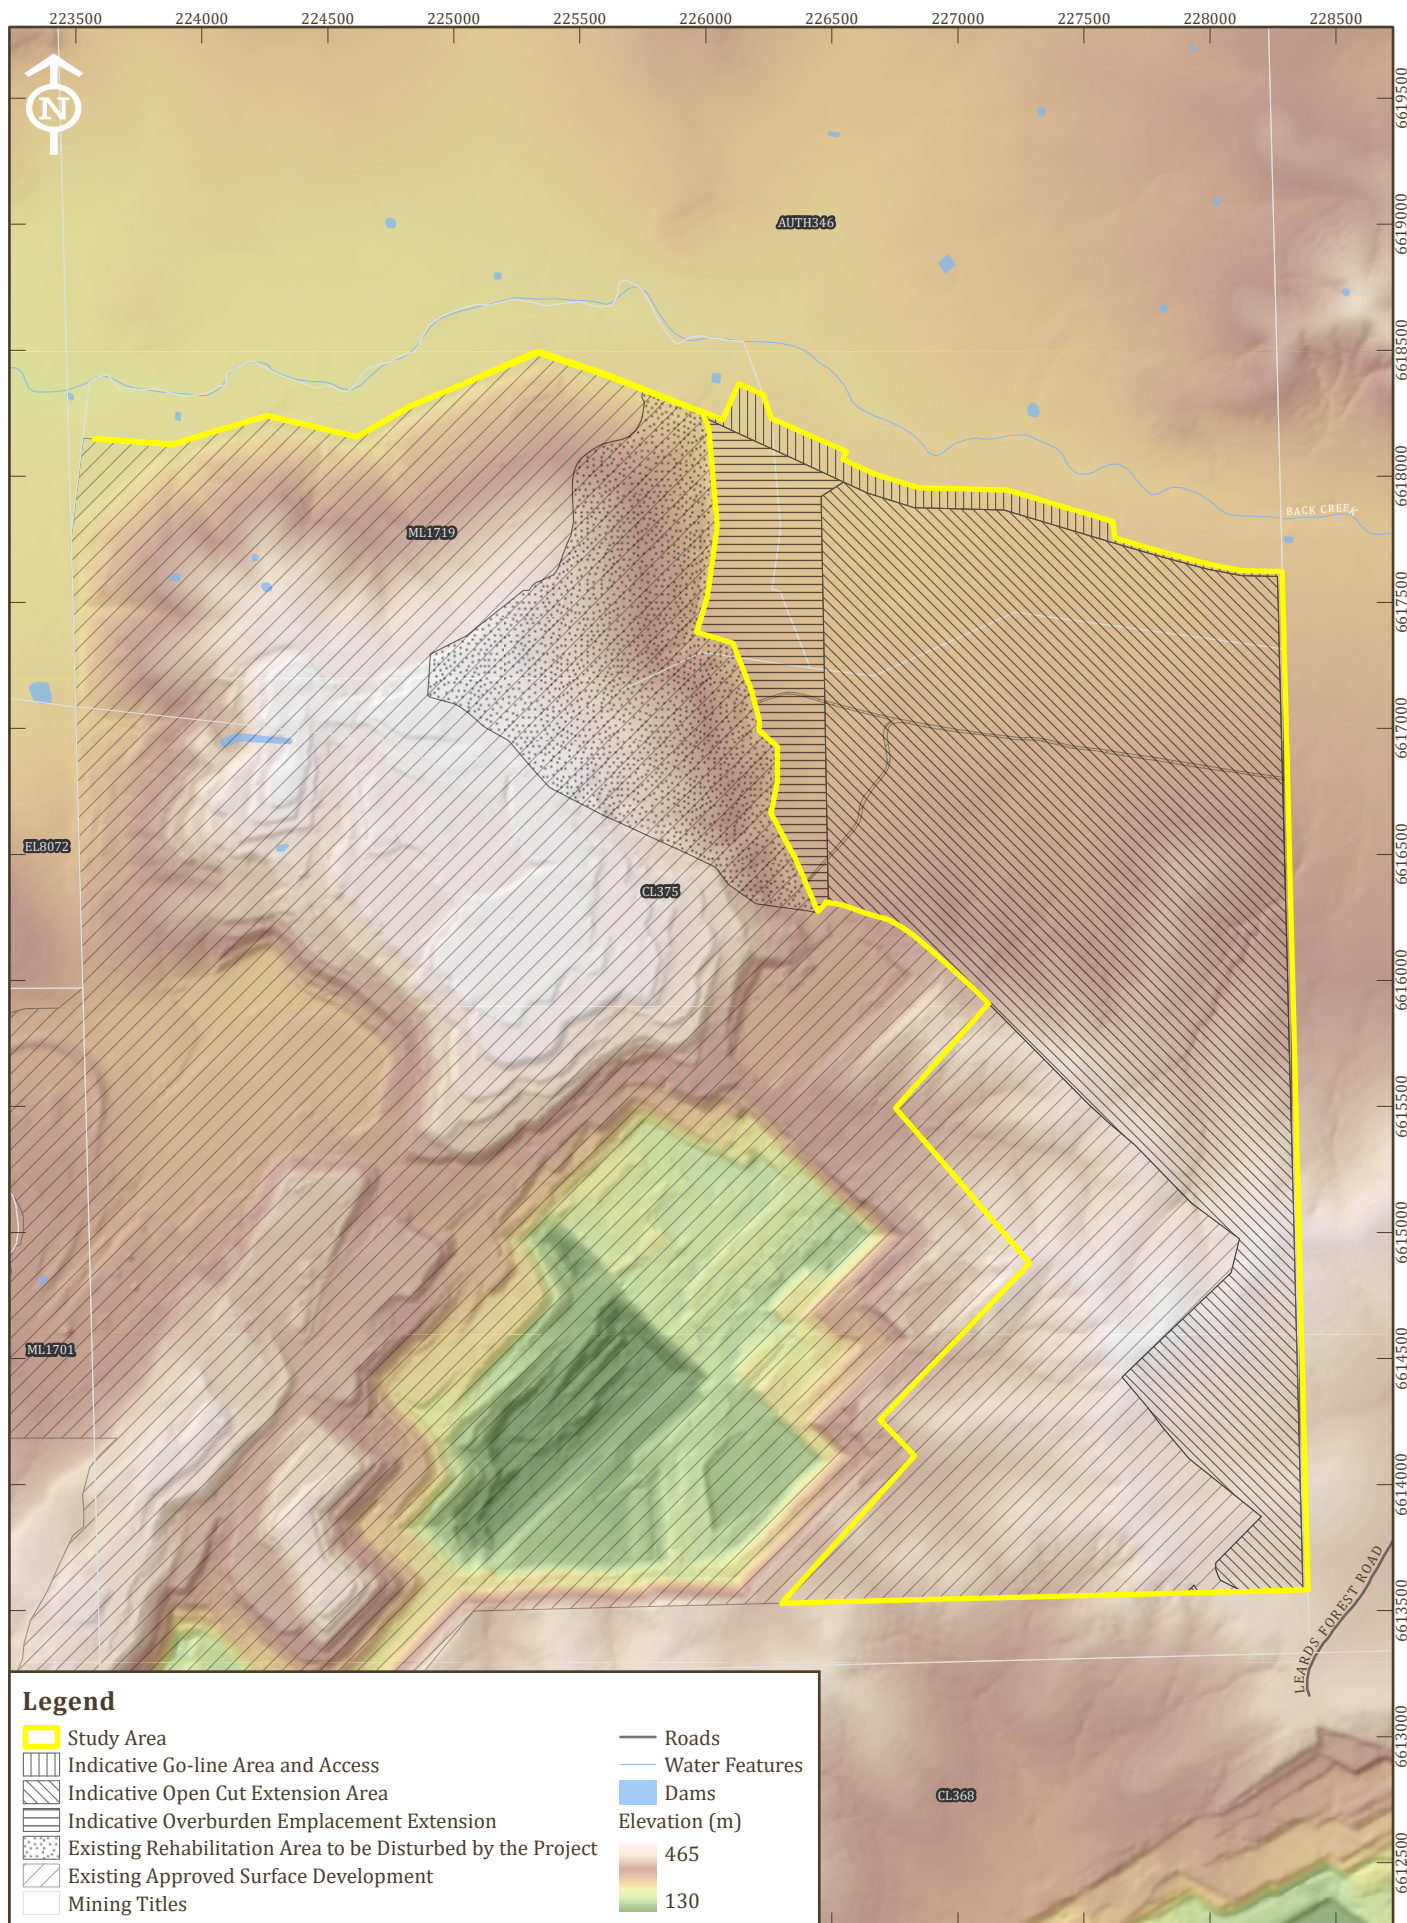 223500 224000 224500 225000 225500 226000 226500 227000 227500 228000 228500
N
6619500
AUTH346
6619000
6618500
BACK CREEK
6618000
ML1719
6617500
6617000
EL8072
6616500
CL375
6616000
6615500
6615000
ML1701
6614500
6614000
LEARDS FOREST ROAD
6613500
6613000
CL368
6612500
Legend
Study Area
Indicative Go-line Area and Access
Indicative Open Cut Extension Area
Indicative Overburden Emplacement Extension
Existing Rehabilitation Area to be Disturbed by the Project
Existing Approved Surface Development
Mining Titles
Roads
Water Features
Dams
Elevation (m)
465
130